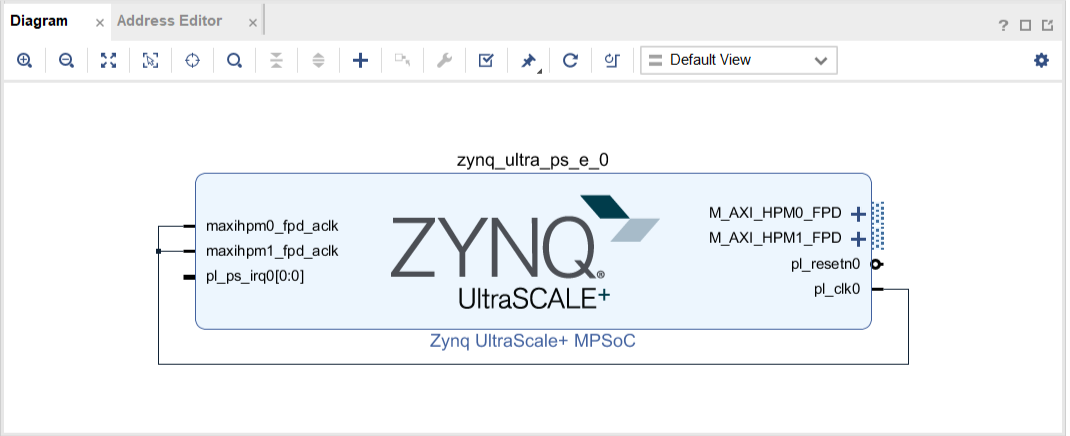 Diagram
Address Editor
Default View
zynq_ultra_ps_e_0
maxihpm0_fpd_aclk
maxihpm1_fpd_aclk
pl_ps_irq0[0:0]
ZYNQ®
UltraSCALE+
M_AXI_HPM0_FPD
M_AXI_HPM1_FPD
pl_resetn0
pl_clk0
Zynq UltraScale+ MPSoC